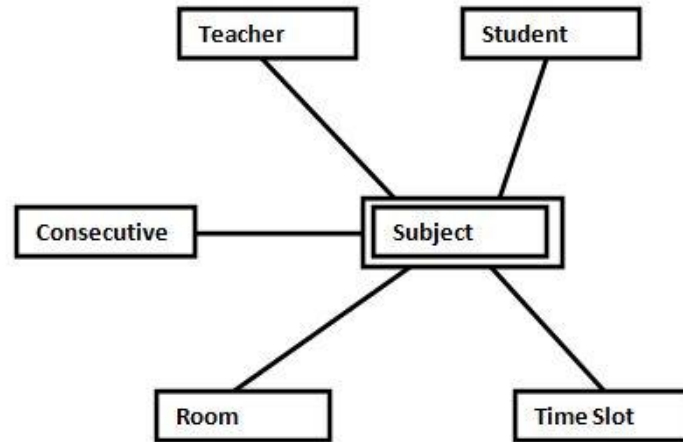 Teacher
Student
Consecutive
Subject
Room
Time Slot